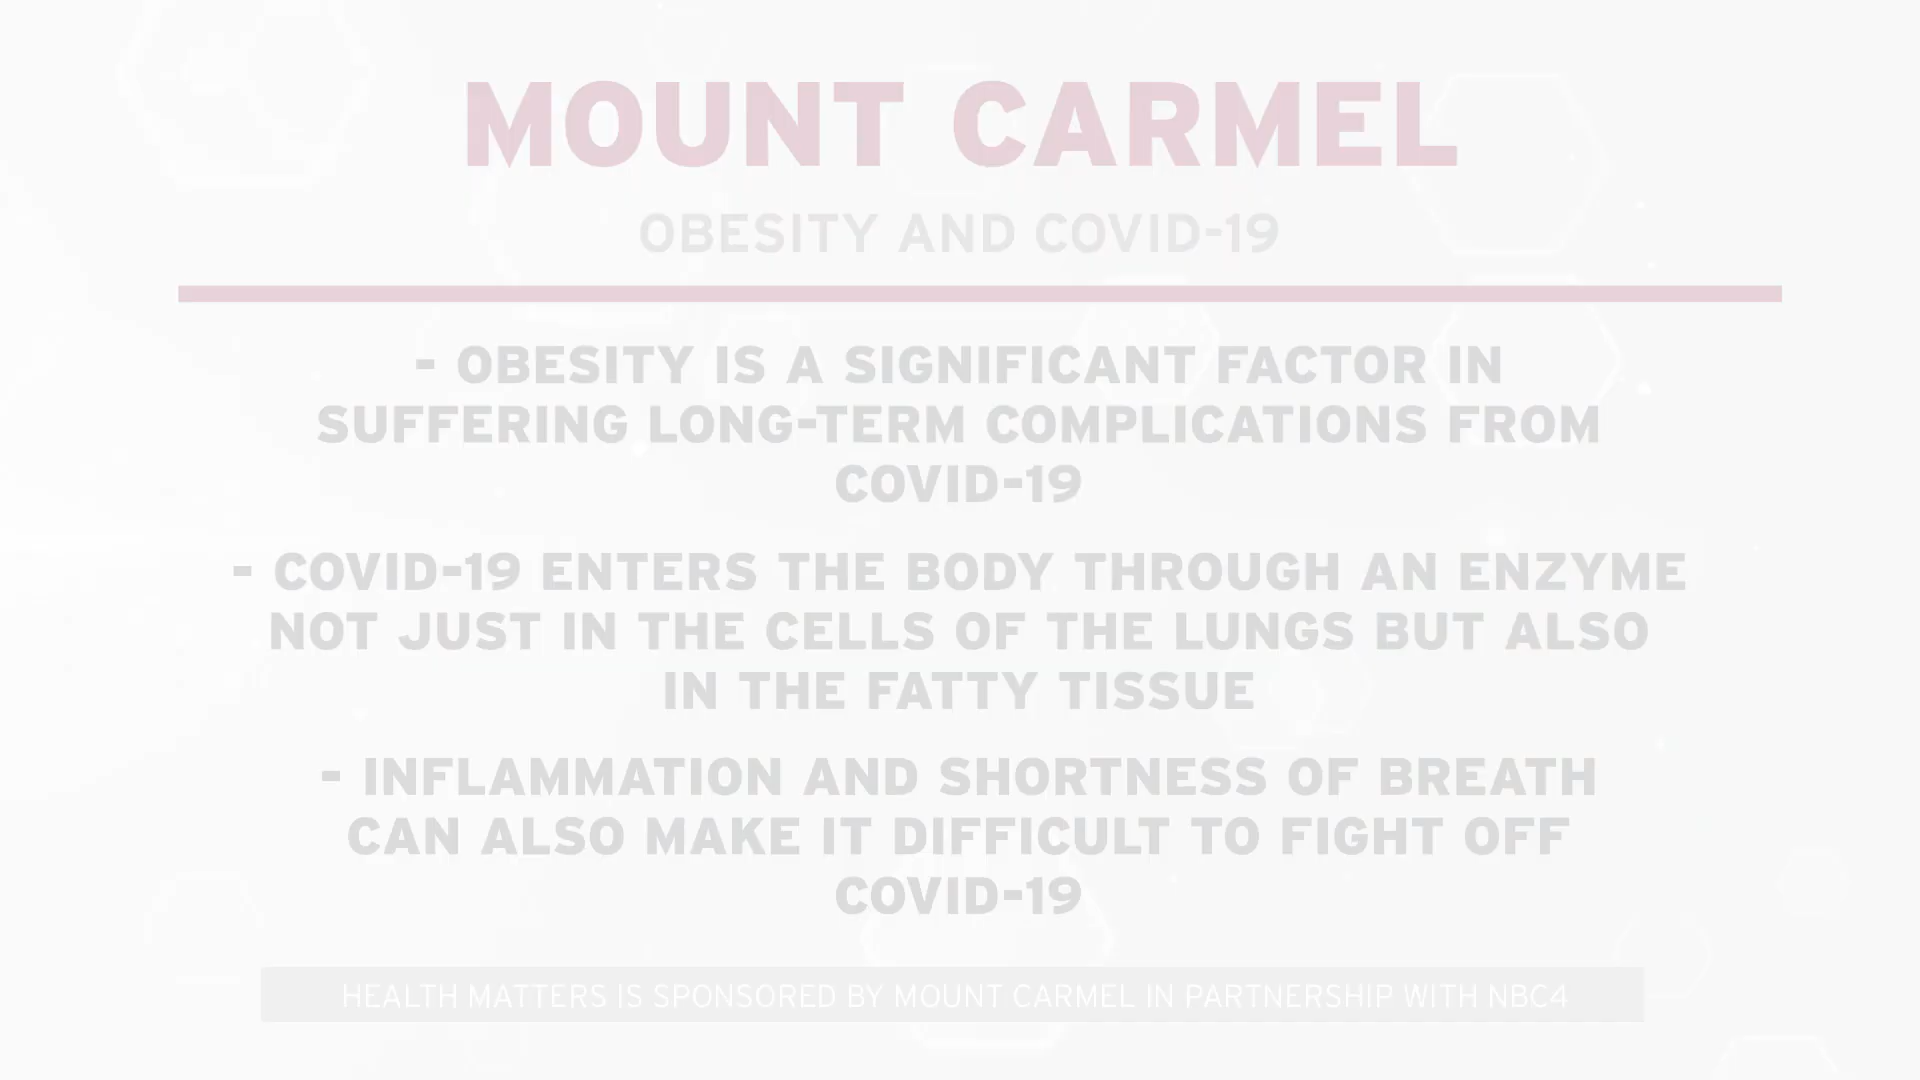 MOUNT CARMEL
OBESITY AND COVID-19
- OBESITY IS A SIGNIFICANT FACTOR IN
SUFFERING LONG-TERM COMPLICATIONS FROM
COVID-19
- COVID-19 ENTERS THE BODY THROUGH AN ENZYME
NOT JUST IN THE CELLS OF THE LUNGS BUT ALSO
IN THE FATTY TISSUE
- INFLAMMATION AND SHORTNESS OF BREATH
CAN ALSO MAKE IT DIFFICULT TO FIGHT OFF
COVID-19
HEALTH MATTERS IS SPONSORED BY MOUNT CARMEL IN PARTNERSHIP WITH NBC4